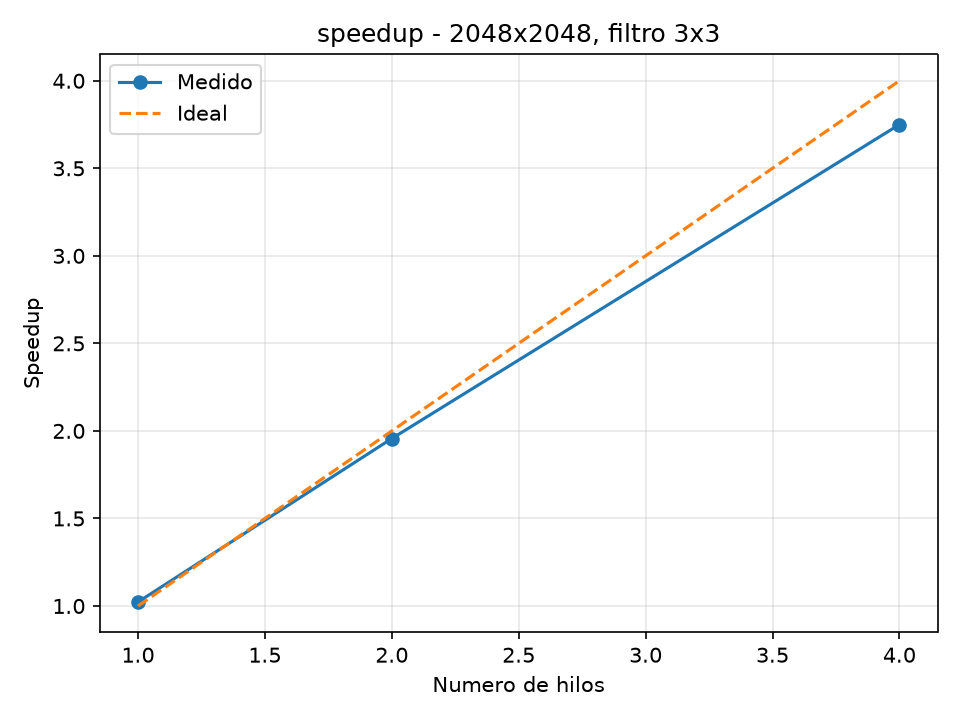 speedup - 2048x2048, filtro 3x3
Medido
Ideal
Speedup
4.0
3.5
3.0
2.5
2.0
1.5
1.0
1.0 1.5 2.0 2.5 3.0 3.5 4.0
Numero de hilos